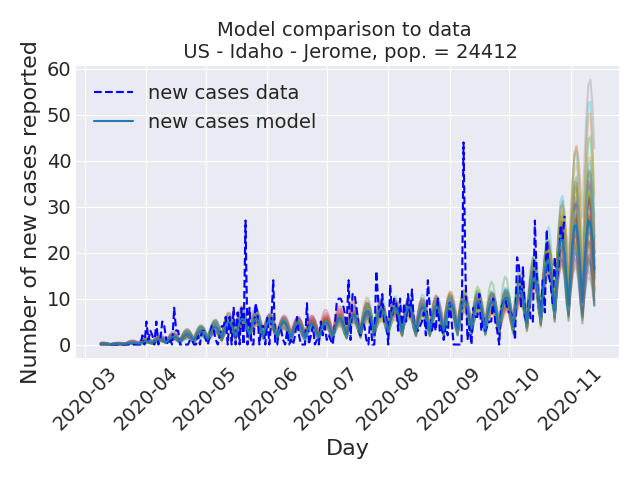 Model comparison to data
US - Idaho - Jerome, pop. = 24412
Number of new cases reported
60
50
40
30
20
10
0
new cases data
new cases model
2020-03
2020-04
2020-05
2020-06
2020-07
2020-08
2020-09
2020-10
2020-11
Day